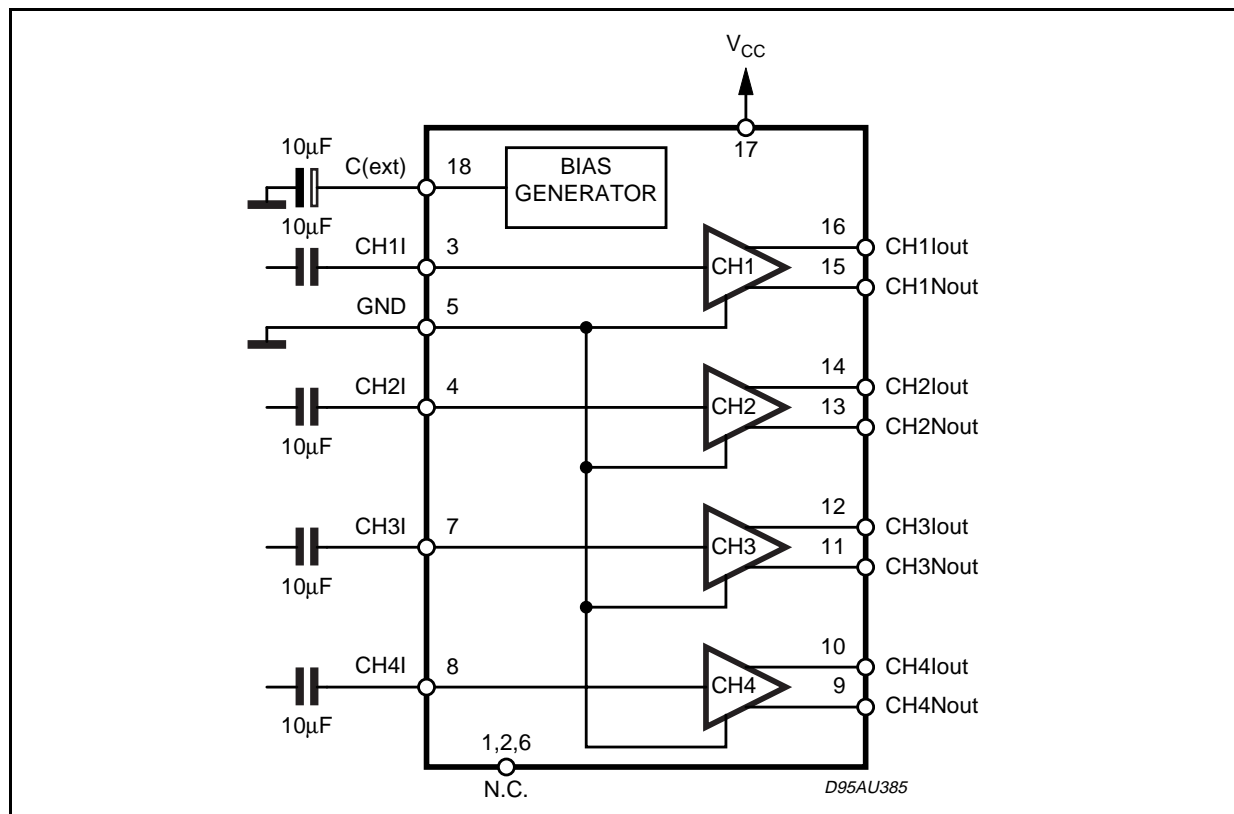 VCC
17
10µF
C(ext)
18
BIAS
GENERATOR
10µF
CH1I
3
CH1
16
CH1Iout
15
CH1Nout
GND
5
CH2I
4
10µF
CH2
14
CH2Iout
13
CH2Nout
CH3I
7
10µF
CH3
12
CH3Iout
11
CH3Nout
CH4I
8
10µF
CH4
10
CH4Iout
9
CH4Nout
1,2,6
N.C.
D95AU385